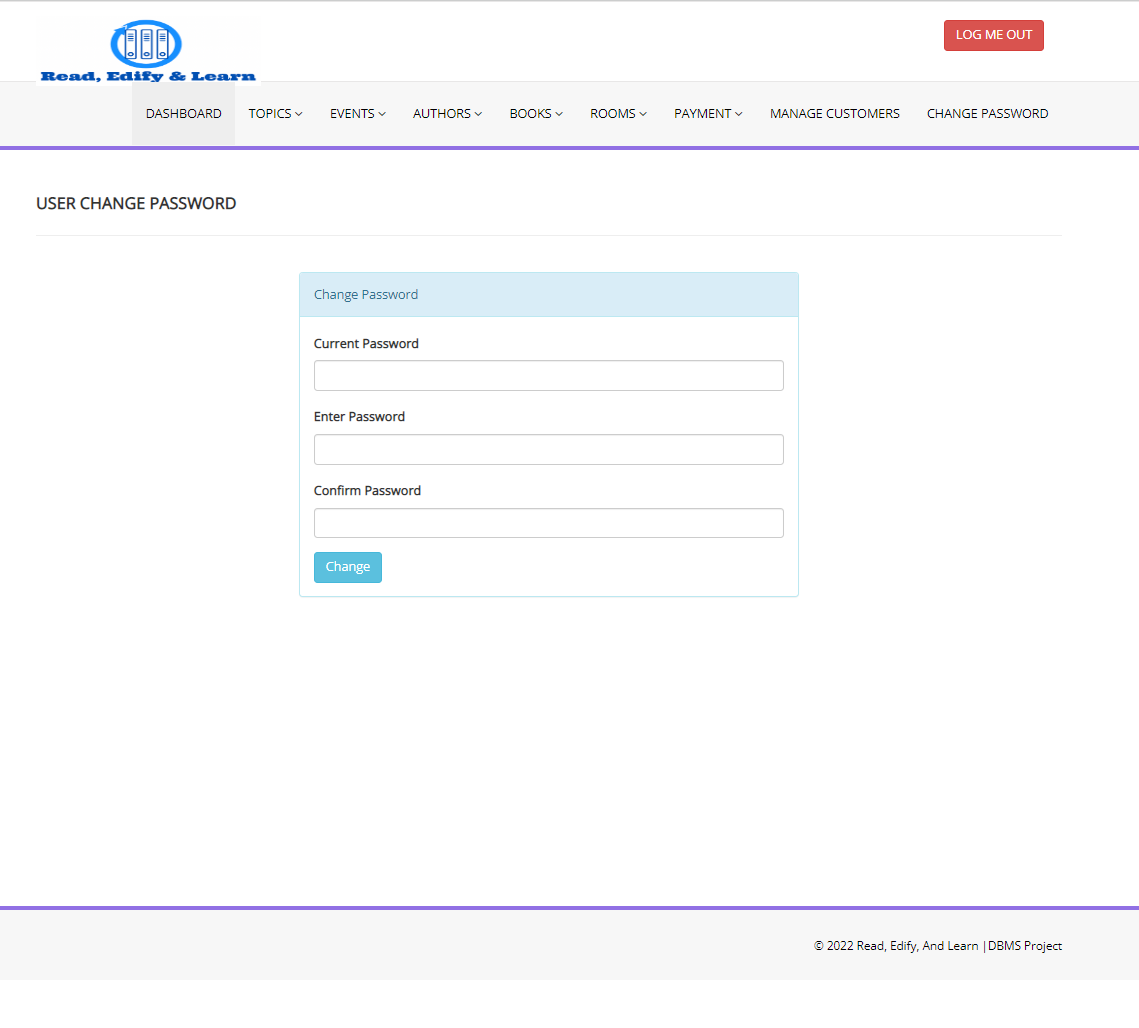 Read, Edify & Learn
LOG ME OUT
DASHBOARD TOPICS EVENTS AUTHORS BOOKS ROOMS PAYMENT MANAGE CUSTOMERS CHANGE PASSWORD
USER CHANGE PASSWORD
Change Password
Current Password
Enter Password
Confirm Password
Change
© 2022 Read, Edify, And Learn |DBMS Project